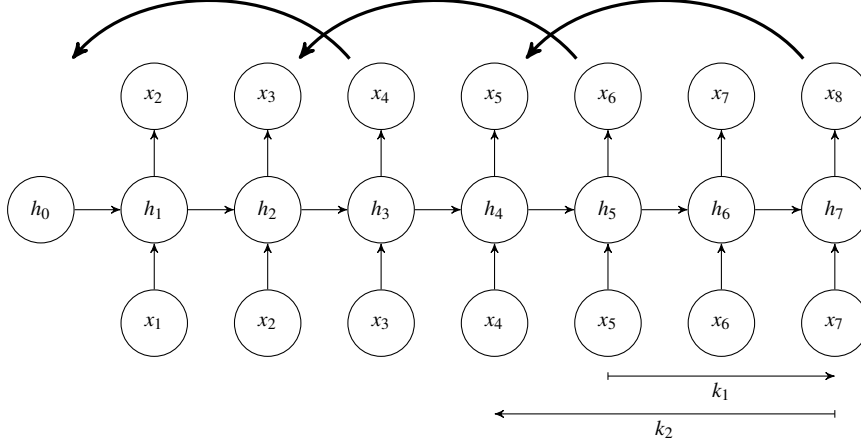 x₂ x₃ x₄ x₅ x₆ x₇ x₈
h₀ h₁ h₂ h₃ h₄ h₅ h₆ h₇
x₁ x₂ x₃ x₄ x₅ x₆ x₇
k₁
k₂